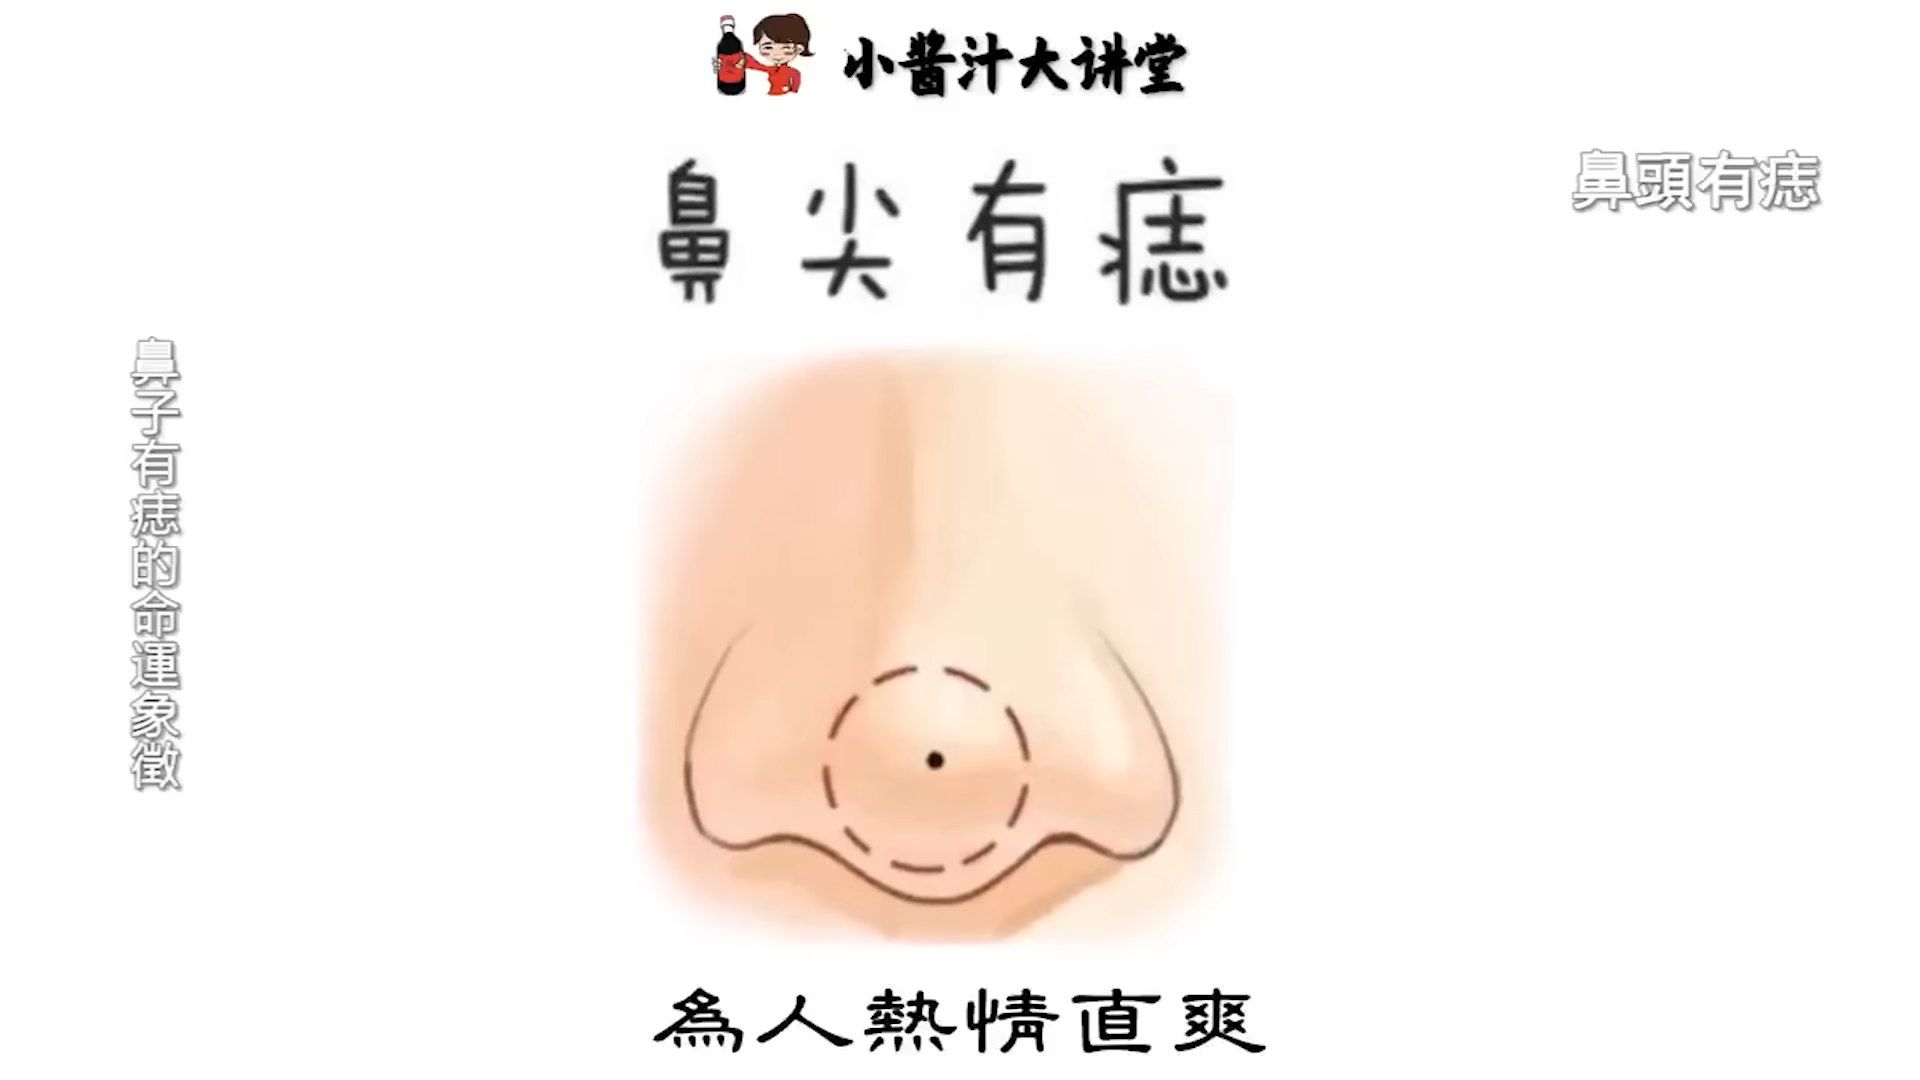 小酱汁大讲堂
鼻尖有痣
鼻頭有痣
鼻子有痣的命運象徵
為人熱情直爽